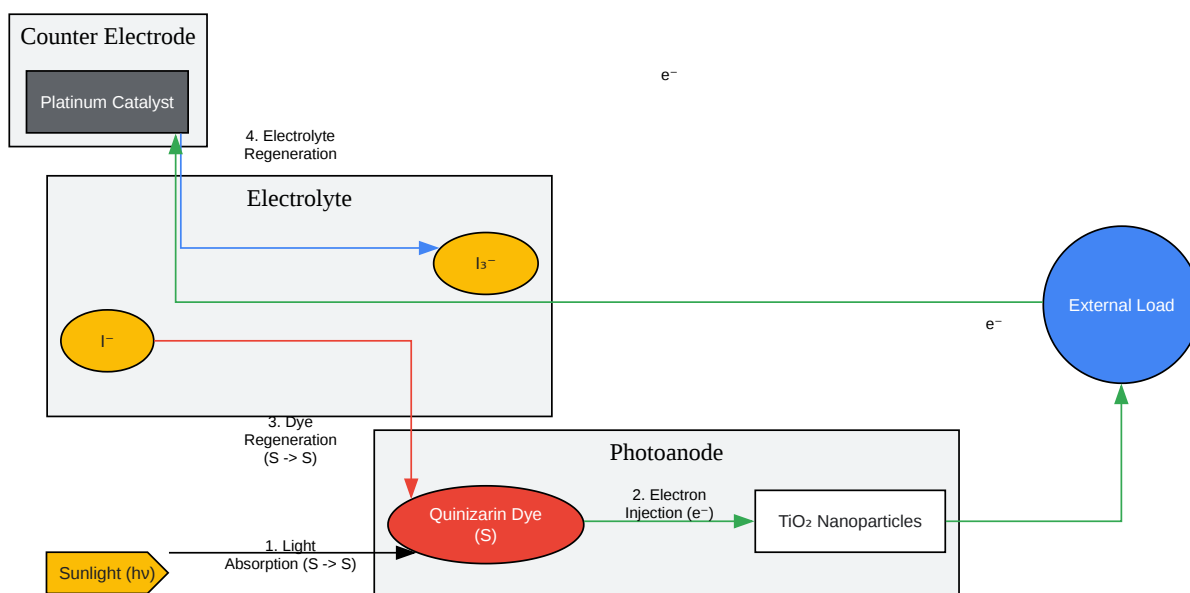 Counter Electrode
Platinum Catalyst
e⁻
4. Electrolyte
Regeneration
Electrolyte
I₃⁻
External Load
e⁻
I⁻
3. Dye
Regeneration
(S -> S)
Photoanode
2. Electron
Injection (e⁻)
Quinizarin Dye
(S)
TiO₂ Nanoparticles
1. Light
Absorption (S -> S)
Sunlight (hν)